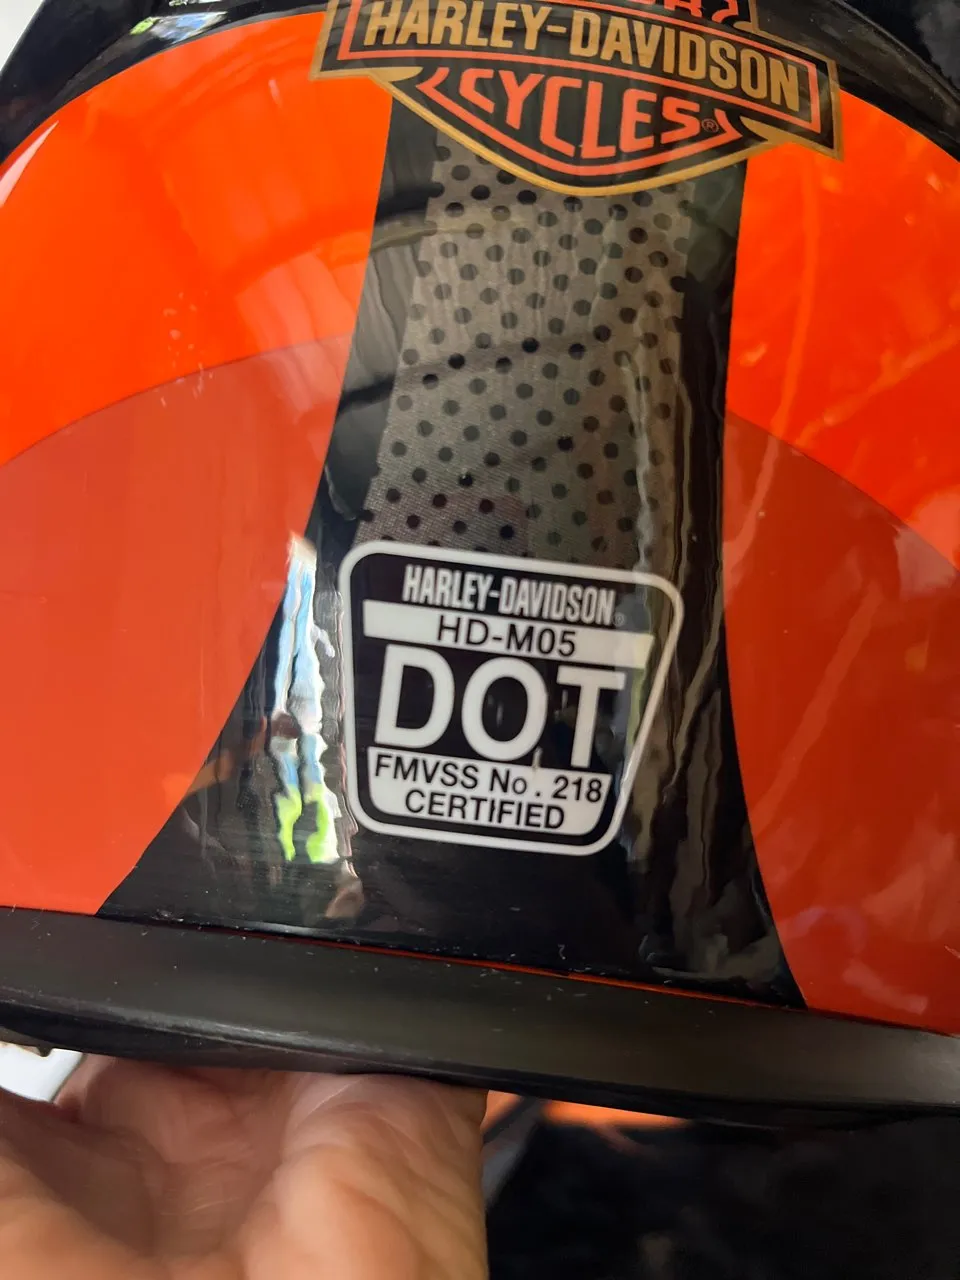 HARLEY-DAVIDSON
CYCLES®
HARLEY-DAVIDSON®
HD-M05
DOT
FMVSS No. 218
CERTIFIED